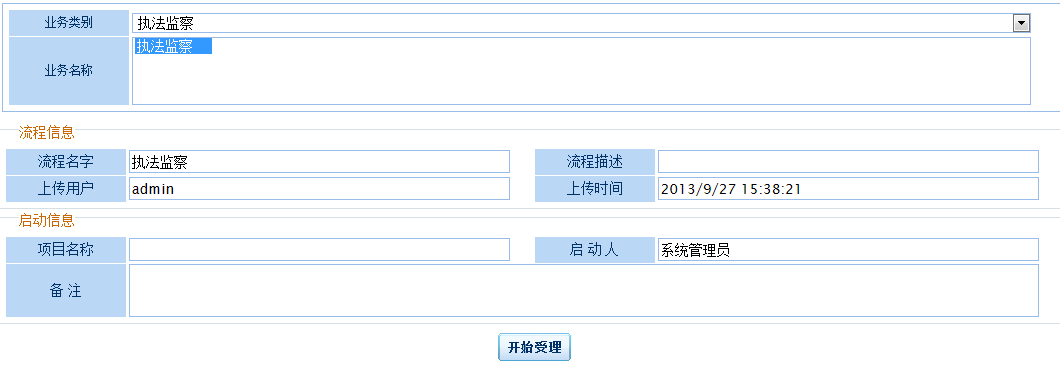 业务类别 执法监察
业务名称 执法监察
流程信息
流程名字 执法监察 流程描述
上传用户 admin 上传时间 2013/9/27 15:38:21
启动信息
项目名称 启 动 人 系统管理员
备 注
开始受理